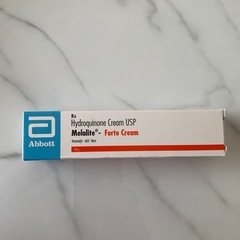 Rx
Hydroquinone Cream USP
Melalite®- Forte Cream
Abbott